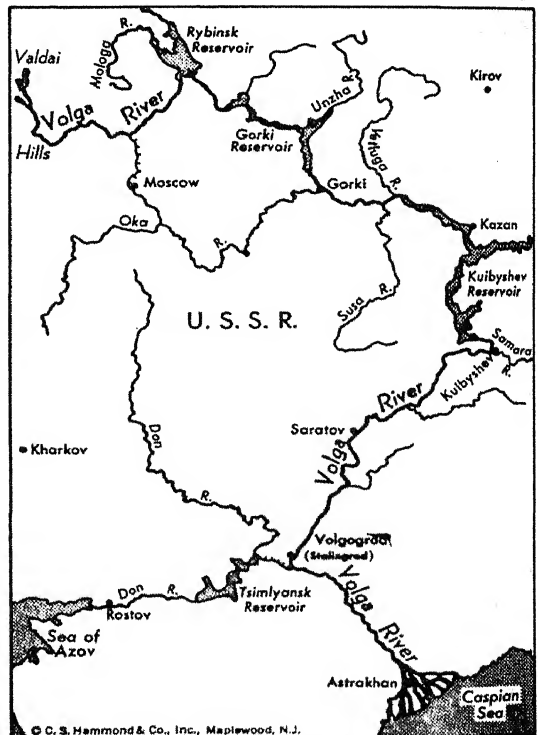 Rybinsk
Reservoir
Mologa R.
Valdai
Hills
Volga River
Kirov
Unzha R.
Gorki
Reservoir
Vetluga R.
Moscow
Gorki
Oka R.
Kazan
Kuibyshev
Reservoir
Susa R.
U. S. S. R.
Samara R.
Kuibyshev
Volga River
Saratov
Kharkov
Don R.
Volgograd
(Stalingrad)
Don R.
Tsimlyansk
Reservoir
Rostov
Volga River
Sea of
Azov
Astrakhan
Caspian
Sea
© C. S. Hammond & Co., Inc., Maplewood, N.J.